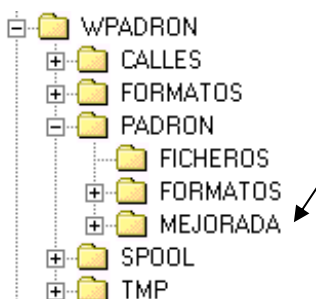 WPADRON
CALLES
FORMATOS
PADRON
FICHEROS
FORMATOS
MEJORADA
SPOOL
TMP